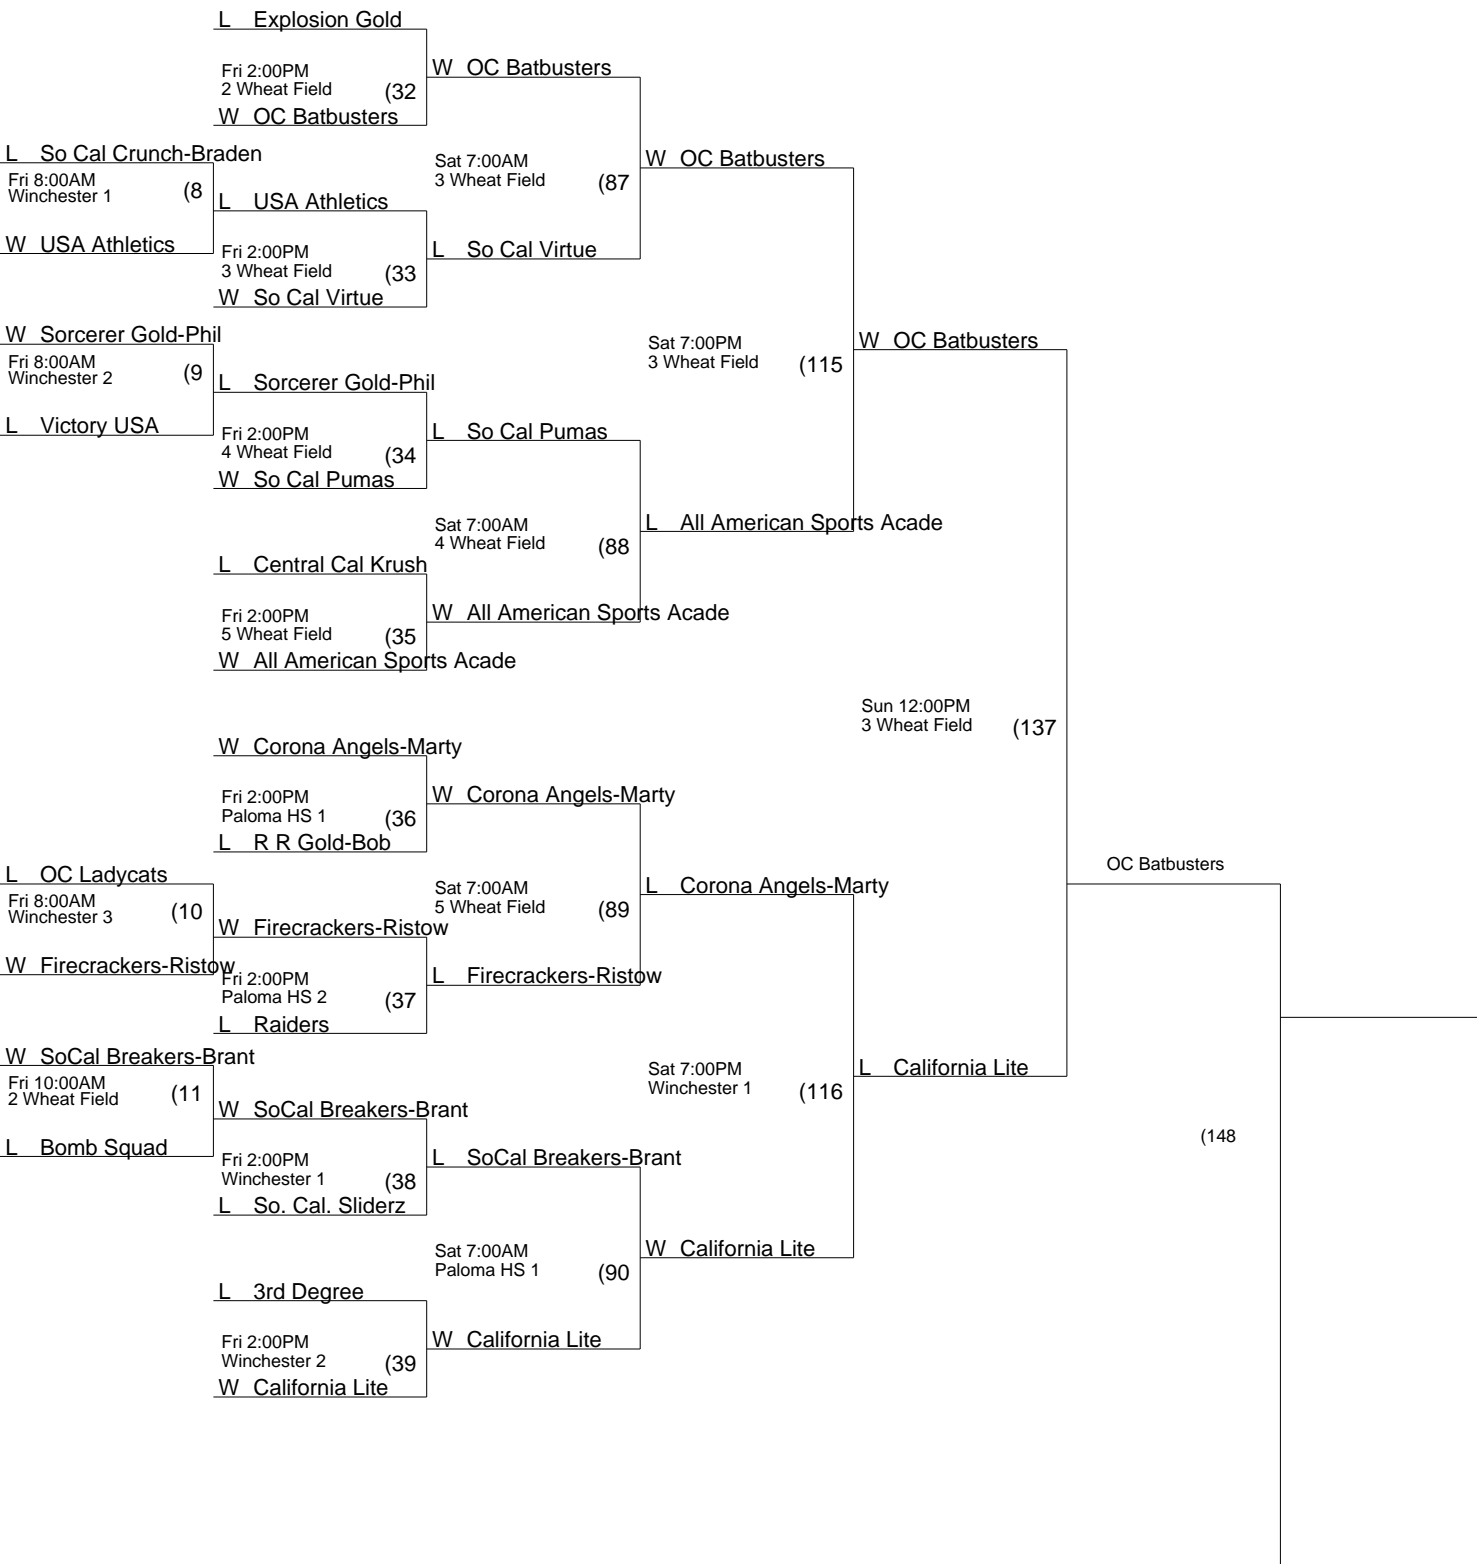 L Explosion Gold
Fri 2:00PM
2 Wheat Field (32
W OC Batbusters
W OC Batbusters
L So Cal Crunch-Braden
Fri 8:00AM
Winchester 1 (8
W USA Athletics
L USA Athletics
Fri 2:00PM
3 Wheat Field (33
W So Cal Virtue
L So Cal Virtue
Sat 7:00AM
3 Wheat Field (87
W OC Batbusters
W Sorcerer Gold-Phil
Fri 8:00AM
Winchester 2 (9
L Victory USA
L Sorcerer Gold-Phil
Fri 2:00PM
4 Wheat Field (34
W So Cal Pumas
L So Cal Pumas
Sat 7:00AM
4 Wheat Field (88
L All American Sports Acade
L Central Cal Krush
Fri 2:00PM
5 Wheat Field (35
W All American Sports Acade
W All American Sports Acade
Sat 7:00PM
3 Wheat Field (115
W OC Batbusters
W Corona Angels-Marty
Fri 2:00PM
Paloma HS 1 (36
L R R Gold-Bob
W Corona Angels-Marty
Sat 7:00AM
5 Wheat Field (89
L Corona Angels-Marty
L OC Ladycats
Fri 8:00AM
Winchester 3 (10
W Firecrackers-Ristow
W Firecrackers-Ristow
Fri 2:00PM
Paloma HS 2 (37
L Raiders
L Firecrackers-Ristow
W SoCal Breakers-Brant
Fri 10:00AM
2 Wheat Field (11
L Bomb Squad
W SoCal Breakers-Brant
Fri 2:00PM
Winchester 1 (38
L So. Cal. Sliderz
L SoCal Breakers-Brant
Sat 7:00AM
Paloma HS 1 (90
W California Lite
L 3rd Degree
Fri 2:00PM
Winchester 2 (39
W California Lite
W California Lite
Sat 7:00PM
Winchester 1 (116
L California Lite
Sun 12:00PM
3 Wheat Field (137
OC Batbusters
(148